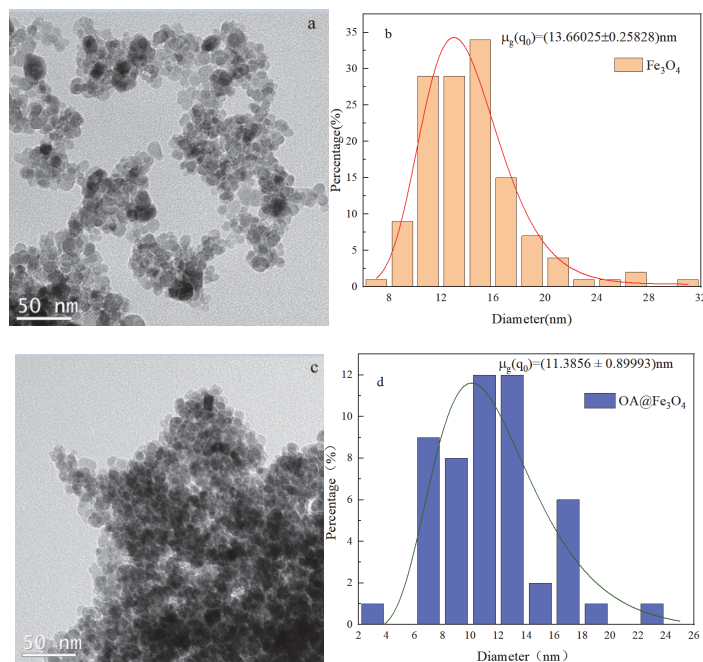 a
50 nm
b
μg(q0)=(13.66025±0.25828)nm
Fe3O4
Percentage(%)
35
30
25
20
15
10
5
0
8 12 16 20 24 28 32
Diameter(nm)
c
50 nm
d
μg(q0)=(11.3856 ± 0.89993)nm
OA@Fe3O4
Percentage (%)
12
10
8
6
4
2
0
2 4 6 8 10 12 14 16 18 20 22 24 26
Diameter（nm）